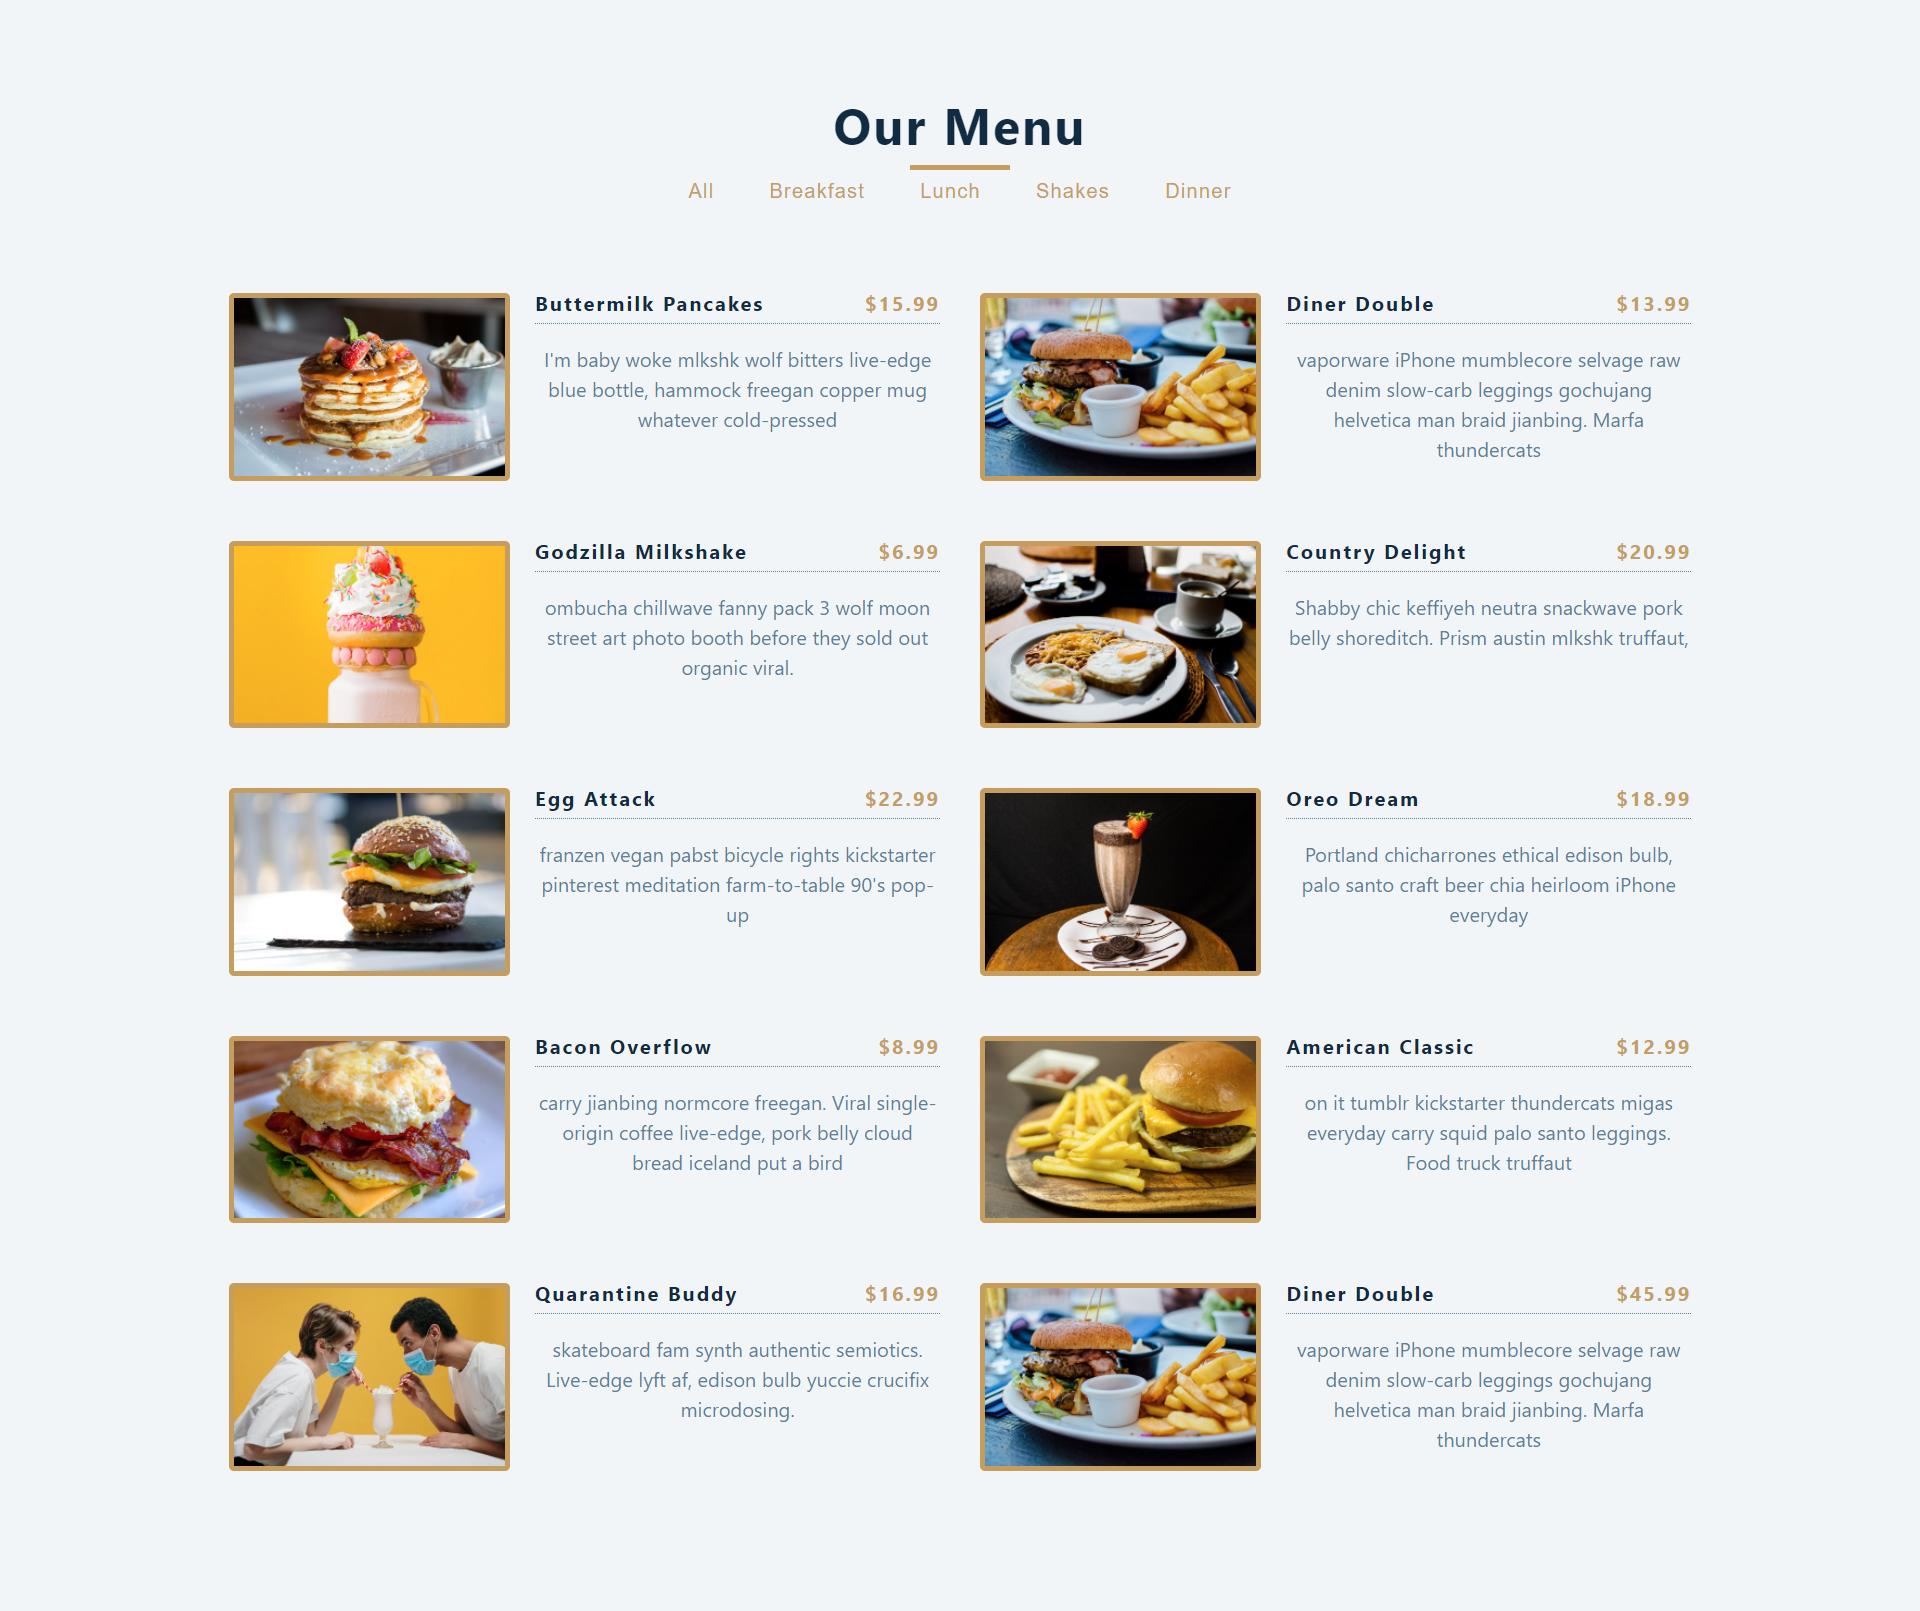 Our Menu
All Breakfast Lunch Shakes Dinner
Buttermilk Pancakes $15.99
I'm baby woke mlkshk wolf bitters live-edge
blue bottle, hammock freegan copper mug
whatever cold-pressed
Diner Double $13.99
vaporware iPhone mumblecore selvage raw
denim slow-carb leggings gochujang
helvetica man braid jianbing. Marfa
thundercats
Godzilla Milkshake $6.99
ombucha chillwave fanny pack 3 wolf moon
street art photo booth before they sold out
organic viral.
Country Delight $20.99
Shabby chic keffiyeh neutra snackwave pork
belly shoreditch. Prism austin mlkshk truffaut,
Egg Attack $22.99
franzen vegan pabst bicycle rights kickstarter
pinterest meditation farm-to-table 90's pop-
up
Oreo Dream $18.99
Portland chicharrones ethical edison bulb,
palo santo craft beer chia heirloom iPhone
everyday
Bacon Overflow $8.99
carry jianbing normcore freegan. Viral single-
origin coffee live-edge, pork belly cloud
bread iceland put a bird
American Classic $12.99
on it tumblr kickstarter thundercats migas
everyday carry squid palo santo leggings.
Food truck truffaut
Quarantine Buddy $16.99
skateboard fam synth authentic semiotics.
Live-edge lyft af, edison bulb yuccie crucifix
microdosing.
Diner Double $45.99
vaporware iPhone mumblecore selvage raw
denim slow-carb leggings gochujang
helvetica man braid jianbing. Marfa
thundercats